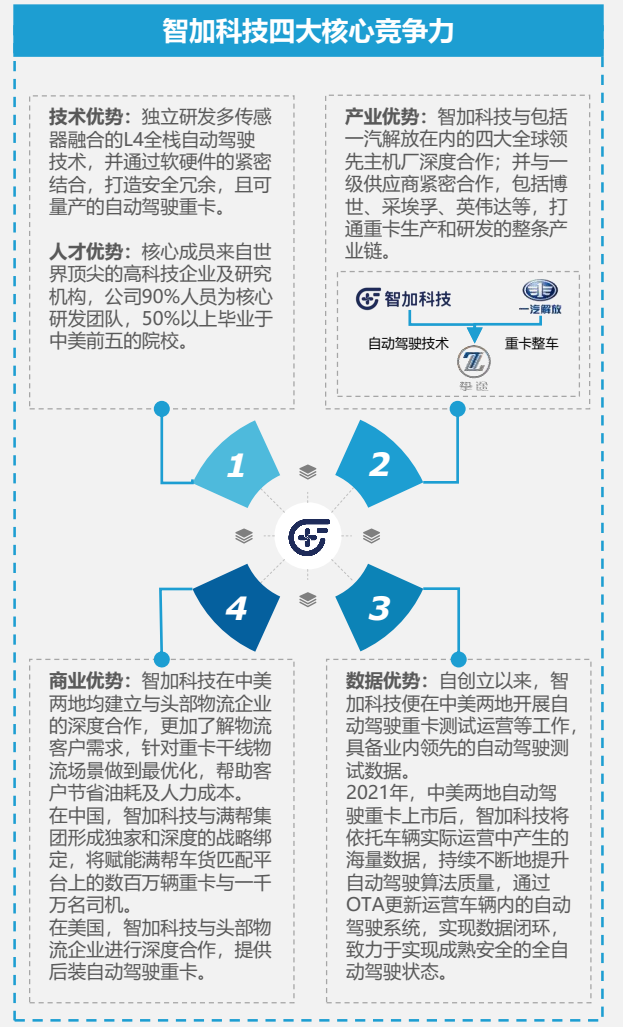 智加科技四大核心竞争力
技术优势：独立研发多传感
器融合的L4全栈自动驾驶
技术，并通过软硬件的紧密
结合，打造安全冗余，且可
量产的自动驾驶重卡。
人才优势：核心成员来自世
界顶尖的高科技企业及研究
机构，公司90%人员为核心
研发团队，50%以上毕业于
中美前五的院校。
产业优势：智加科技与包括
一汽解放在内的四大全球领
先主机厂深度合作；并与一
级供应商紧密合作，包括博
世、采埃孚、英伟达等，打
通重卡生产和研发的整条产
业链。
智加科技
一汽解放
自动驾驶技术
重卡整车
挚途
1
2
4
3
商业优势：智加科技在中美
两地均建立与头部物流企业
的深度合作，更加了解物流
客户需求，针对重卡干线物
流场景做到最优化，帮助客
户节省油耗及人力成本。
在中国，智加科技与满帮集
团形成独家和深度的战略绑
定，将赋能满帮车货匹配平
台上的数百万辆重卡与一千
万名司机。
在美国，智加科技与头部物
流企业进行深度合作，提供
后装自动驾驶重卡。
数据优势：自创立以来，智
加科技便在中美两地开展自
动驾驶重卡测试运营等工作，
具备业内领先的自动驾驶测
试数据。
2021年，中美两地自动驾
驶重卡上市后，智加科技将
依托车辆实际运营中产生的
海量数据，持续不断地提升
自动驾驶算法质量，通过
OTA更新运营车辆内的自动
驾驶系统，实现数据闭环，
致力于实现成熟安全的全自
动驾驶状态。